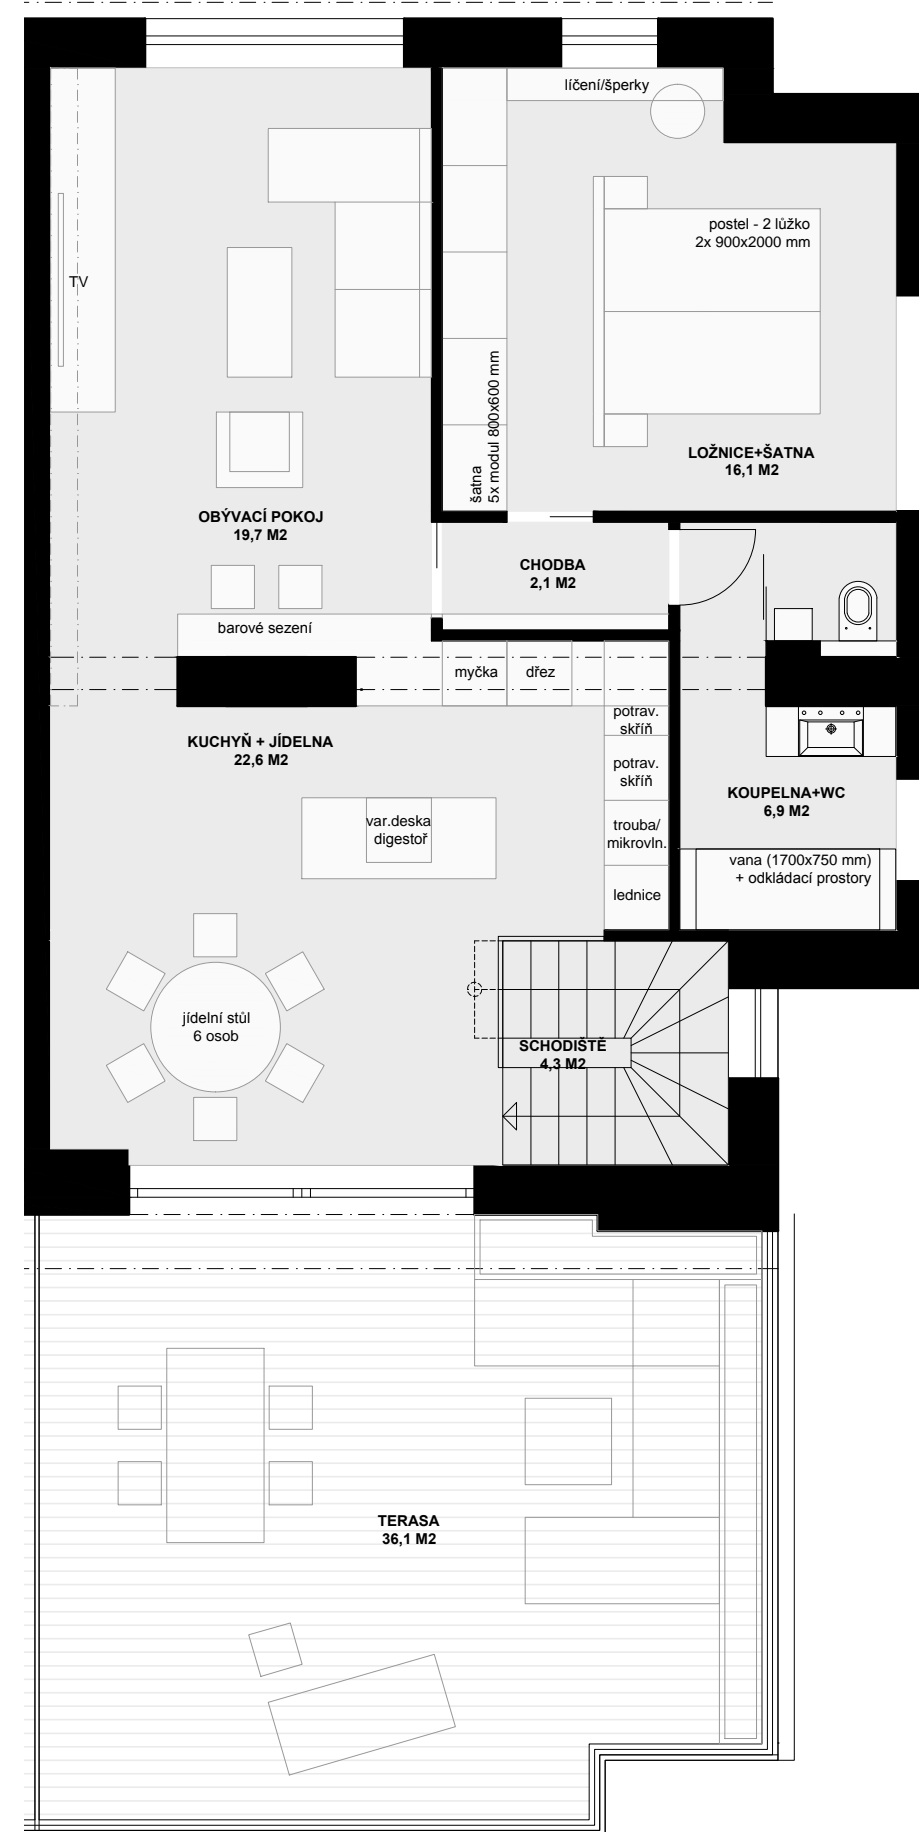 líčení/šperky
postel - 2 lůžko
2x 900x2000 mm
TV
šatna
5x modul 800x600 mm
LOŽNICE+ŠATNA
16,1 M2
OBÝVACÍ POKOJ
19,7 M2
CHODBA
2,1 M2
barové sezení
myčka
dřez
potrav.
skříň
KUCHYŇ + JÍDELNA
22,6 M2
potrav.
skříň
KOUPELNA+WC
6,9 M2
var.deska
digestoř
trouba/
mikrovln.
vana (1700x750 mm)
+ odkládací prostory
lednice
jídelní stůl
6 osob
SCHODIŠTĚ
4,3 M2
TERASA
36,1 M2